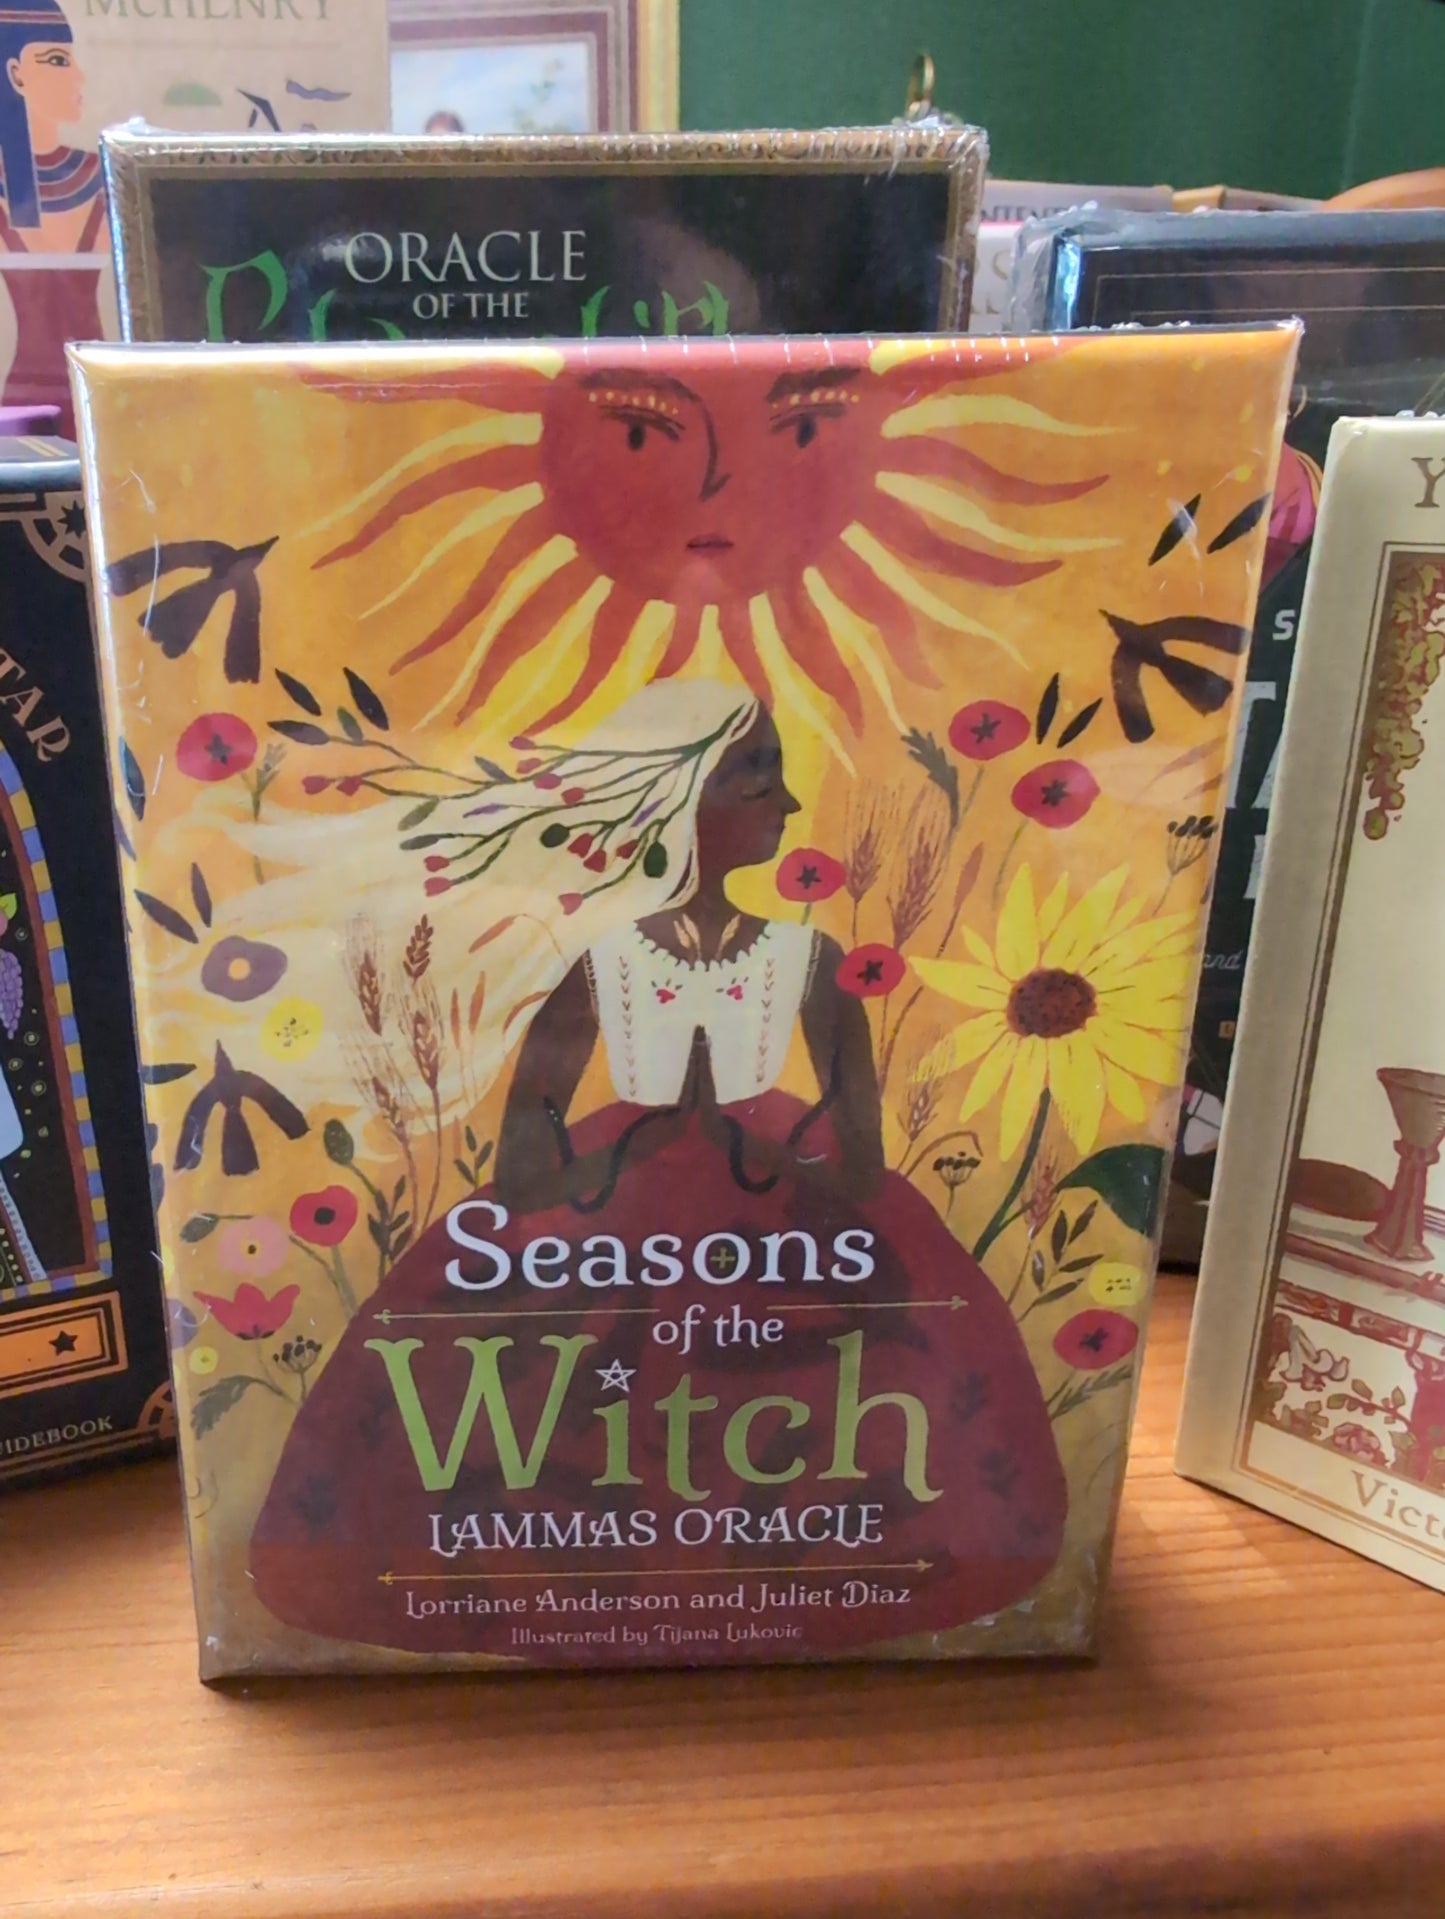 McHENRY
ORACLE
OF THE
Seasons
of the
Witch
LAMMAS ORACLE
Lorriane Anderson and Juliet Diaz
Illustrated by Tijana Lukovic
TAR
and